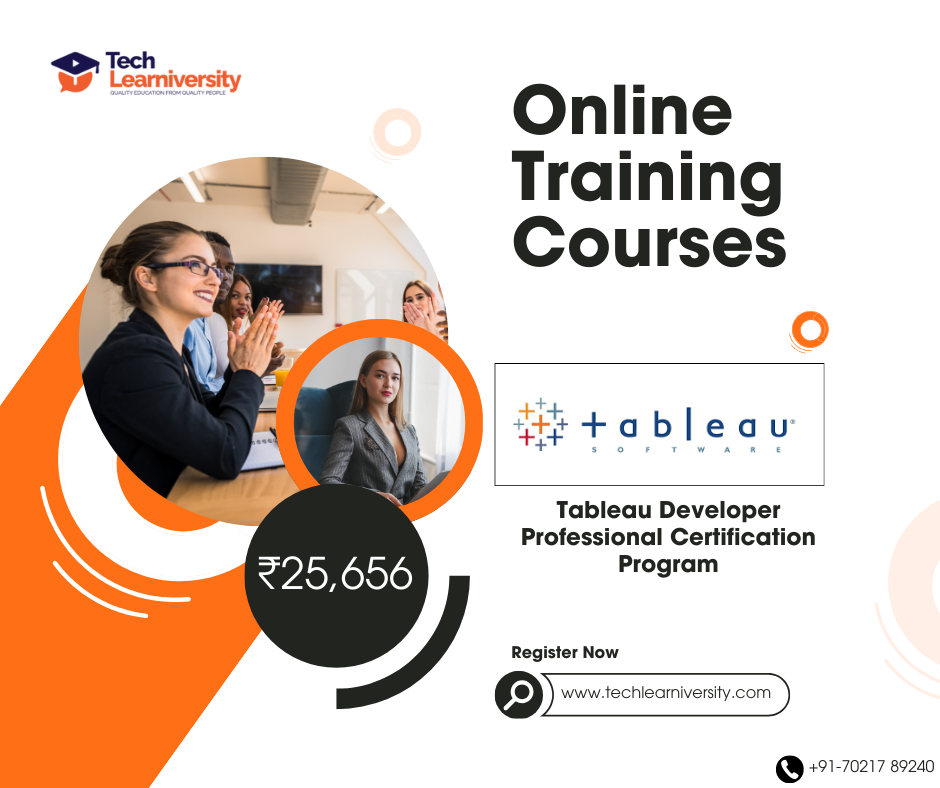 Tech
Learniversity
QUALITY EDUCATION FROM QUALITY PEOPLE
Online
Training
Courses
+ableau®
SOFTWARE
Tableau Developer
Professional Certification
Program
₹25,656
Register Now
www.techlearniversity.com
+91-70217 89240